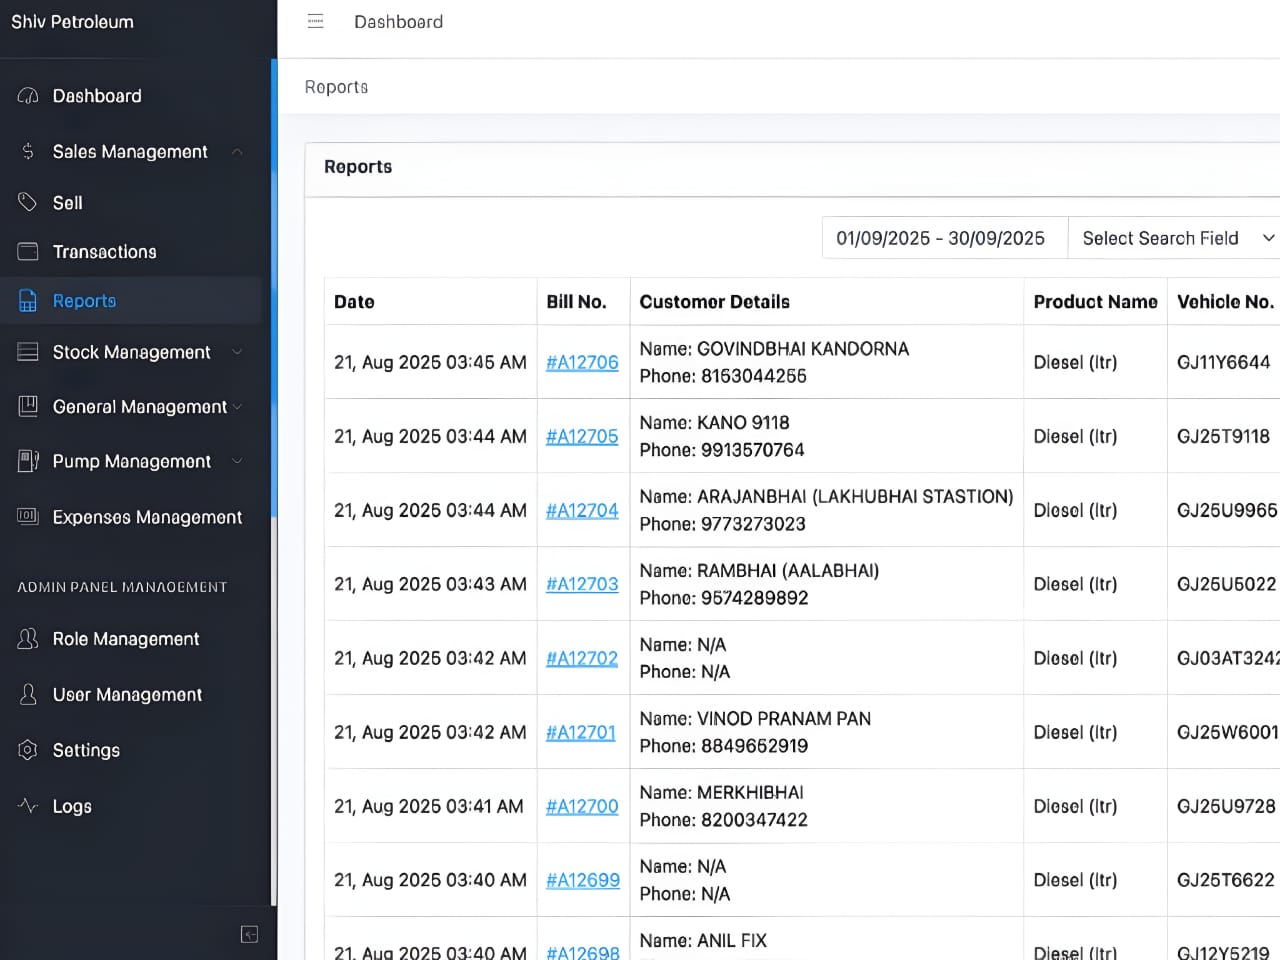 Shiv Petroleum
Dashboard
Dashboard
Sales Management
Sell
Transactions
Reports
Stock Management
General Management
Pump Management
Expenses Management
ADMIN PANEL MANAGEMENT
Role Management
User Management
Settings
Logs
Reports
Reports
01/09/2025 - 30/09/2025 Select Search Field
Date Bill No. Customer Details Product Name Vehicle No.
21, Aug 2025 03:45 AM #A12706 Name: GOVINDBHAI KANDORNA Diesel (ltr) GJ11Y6644
Phone: 8153044255
21, Aug 2025 03:44 AM #A12705 Name: KANO 9118 Diesel (ltr) GJ25T9118
Phone: 9913570764
21, Aug 2025 03:44 AM #A12704 Name: ARAJANBHAI (LAKHUBHAI STASTION) Diesel (ltr) GJ25U9965
Phone: 9773273023
21, Aug 2025 03:43 AM #A12703 Name: RAMBHAI (AALABHAI) Diesel (ltr) GJ25U5022
Phone: 9574289892
21, Aug 2025 03:42 AM #A12702 Name: N/A Diesel (ltr) GJ03AT3242
Phone: N/A
21, Aug 2025 03:42 AM #A12701 Name: VINOD PRANAM PAN Diesel (ltr) GJ25W6001
Phone: 8849652919
21, Aug 2025 03:41 AM #A12700 Name: MERKHIBHAI Diesel (ltr) GJ25U9728
Phone: 8200347422
21, Aug 2025 03:40 AM #A12699 Name: N/A Diesel (ltr) GJ25T6622
Phone: N/A
21, Aug 2025 03:40 AM #A12698 Name: ANIL FIX Diesel (ltr) GJ12Y5219